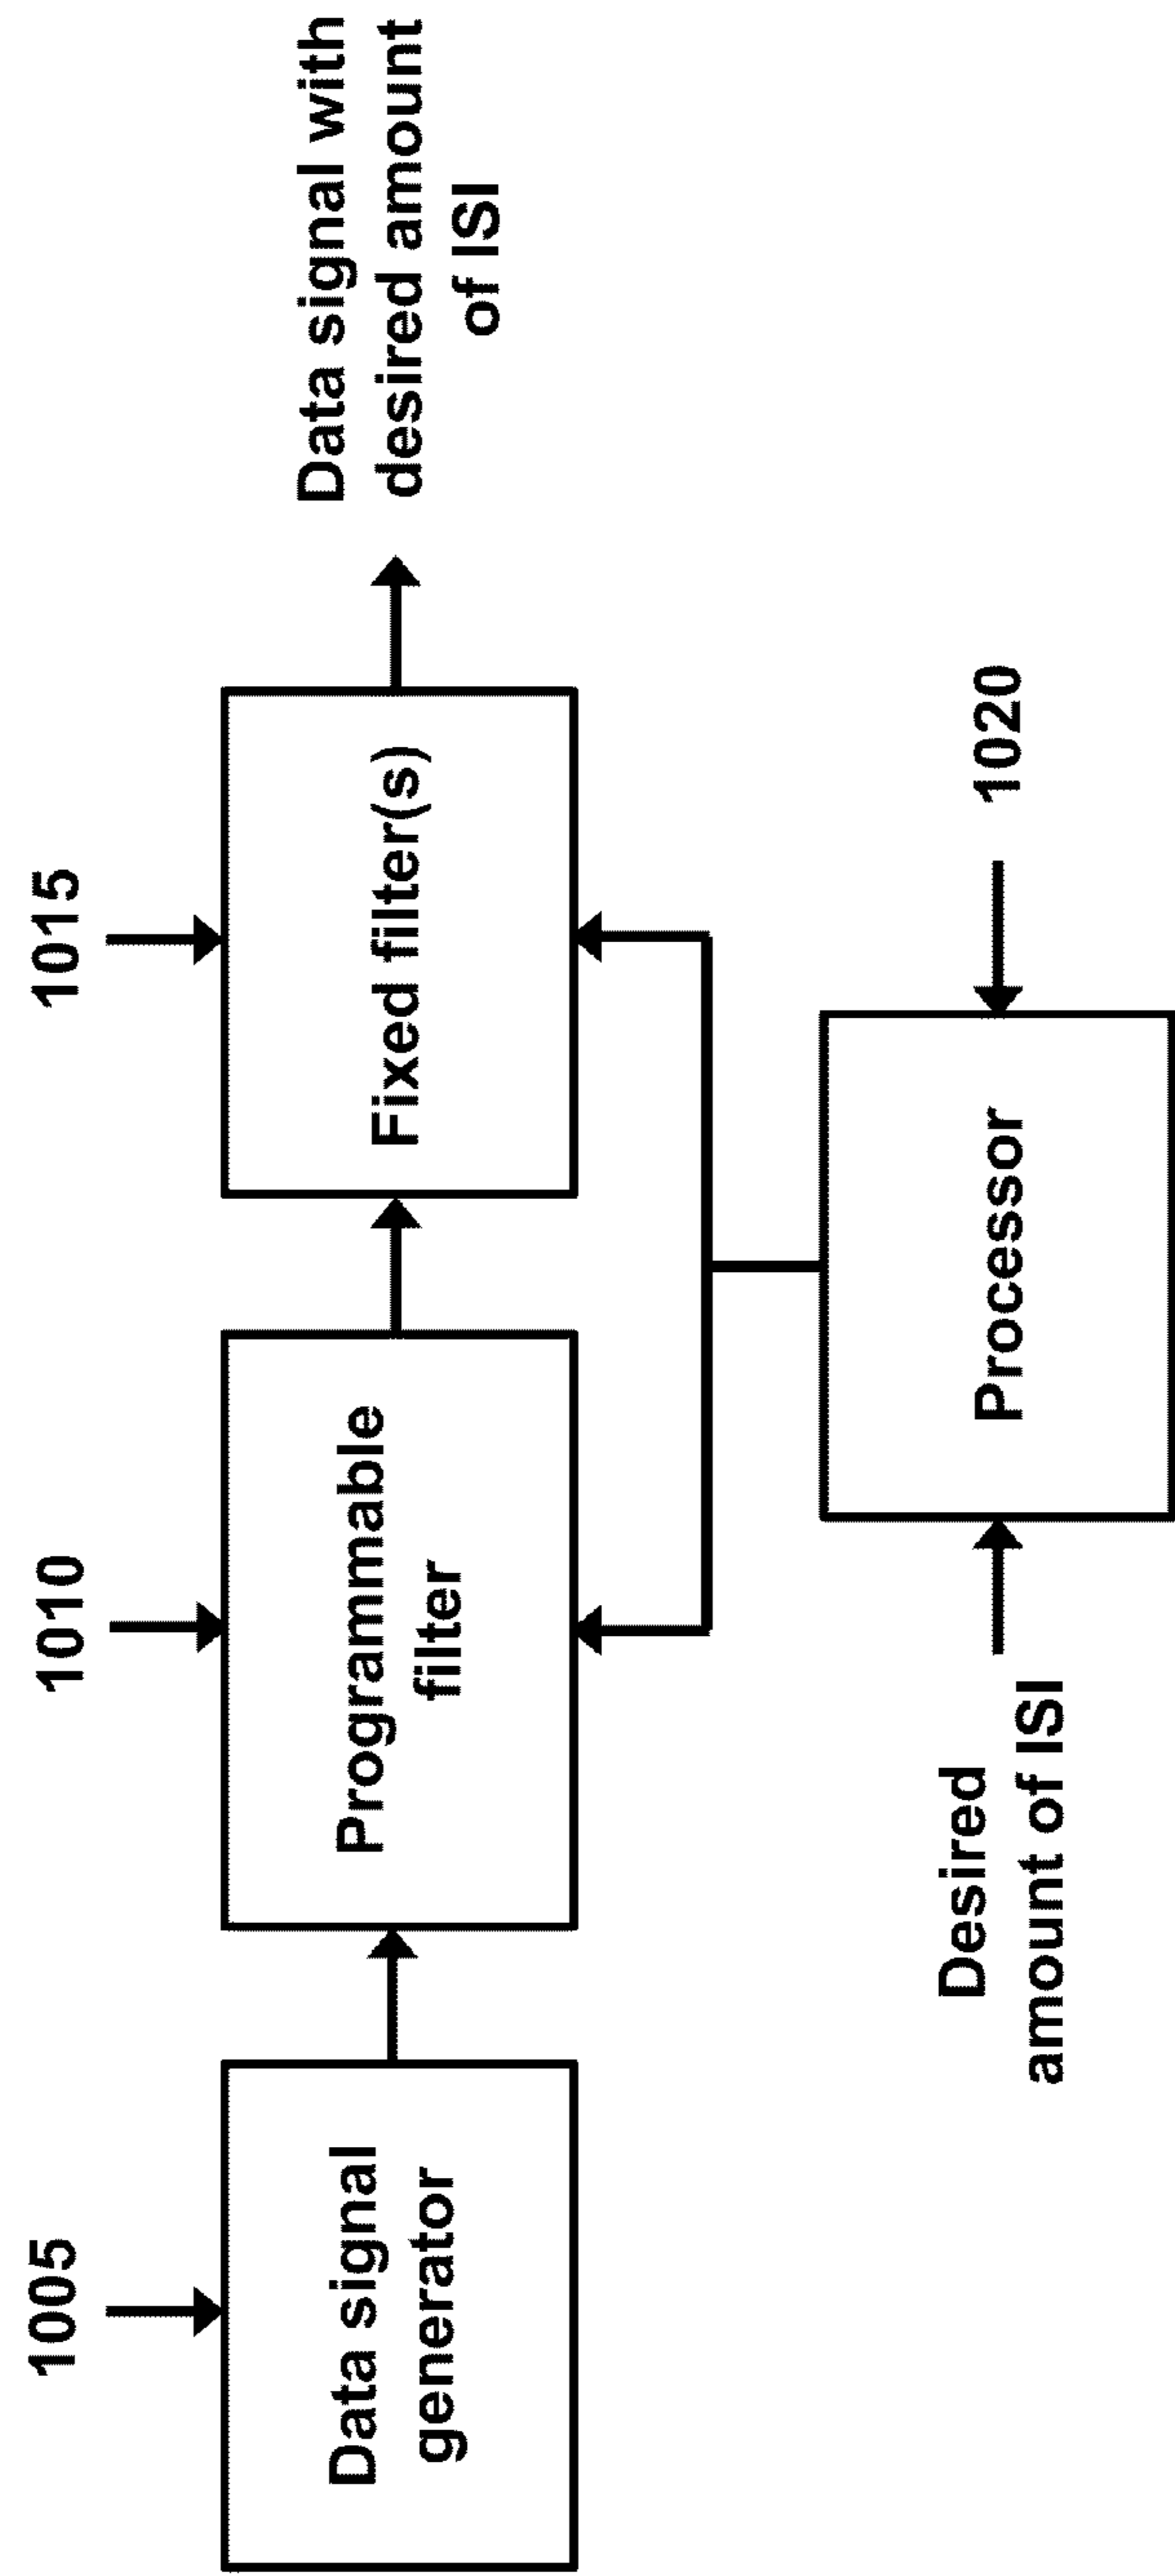 1005
1010
1015
Data signal
generator
Programmable
filter
Fixed filter(s)
Data signal with
desired amount
of ISI
Desired
amount of ISI
Processor
1020